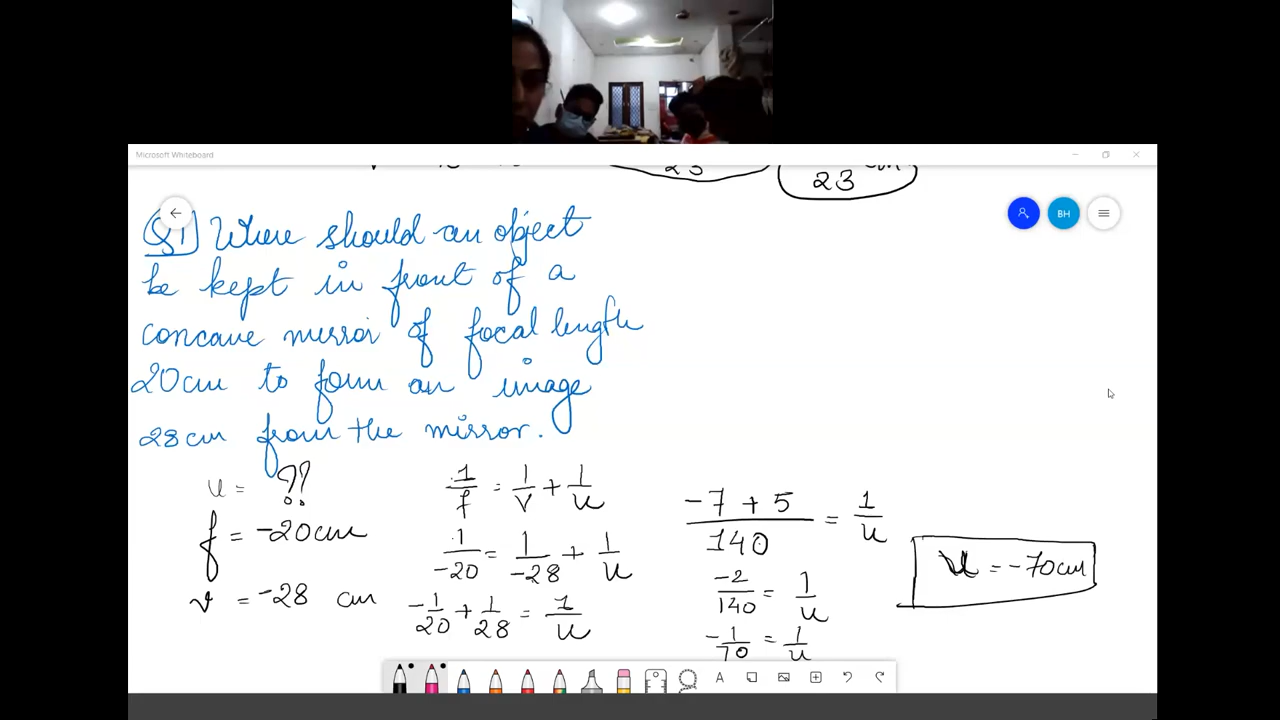 Microsoft Whiteboard
23
23
BH
Q1 Where should an object
be kept in front of a
concave mirror of focal length
20cm to form an image
28cm from the mirror.
u = ??
f = -20cm
v = -28 cm
1/f = 1/v + 1/u
1/-20 = 1/-28 + 1/u
-1/20 + 1/28 = 1/u
-7 + 5/140 = 1/u
-2/140 = 1/u
-1/70 = 1/u
u = -70cm
A